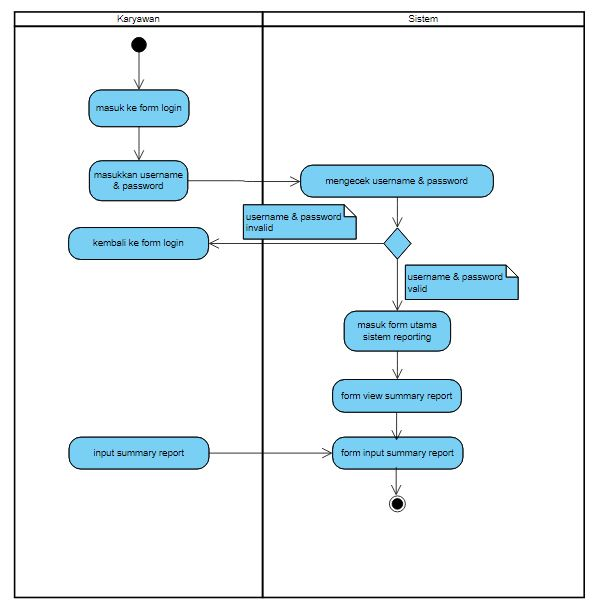 Karyawan
Sistem
masuk ke form login
masukkan username
& password
mengecek username & password
username & password
invalid
kembali ke form login
username & password
valid
masuk form utama
sistem reporting
form view summary report
input summary report
form input summary report